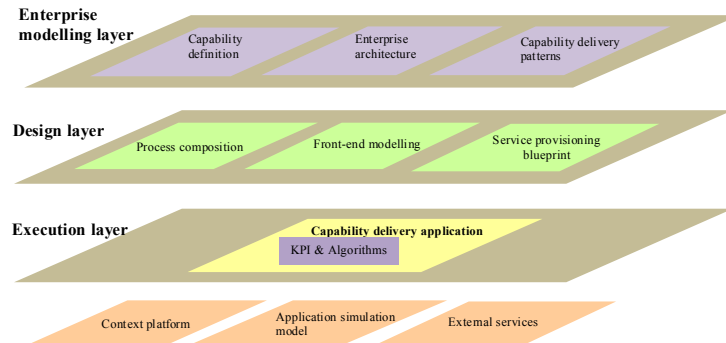 Enterprise
modelling layer
Capability
definition
Enterprise
architecture
Capability delivery
patterns
Design layer
Process composition
Front-end modelling
Service provisioning
blueprint
Execution layer
Capability delivery application
KPI & Algorithms
Context platform
Application simulation
model
External services